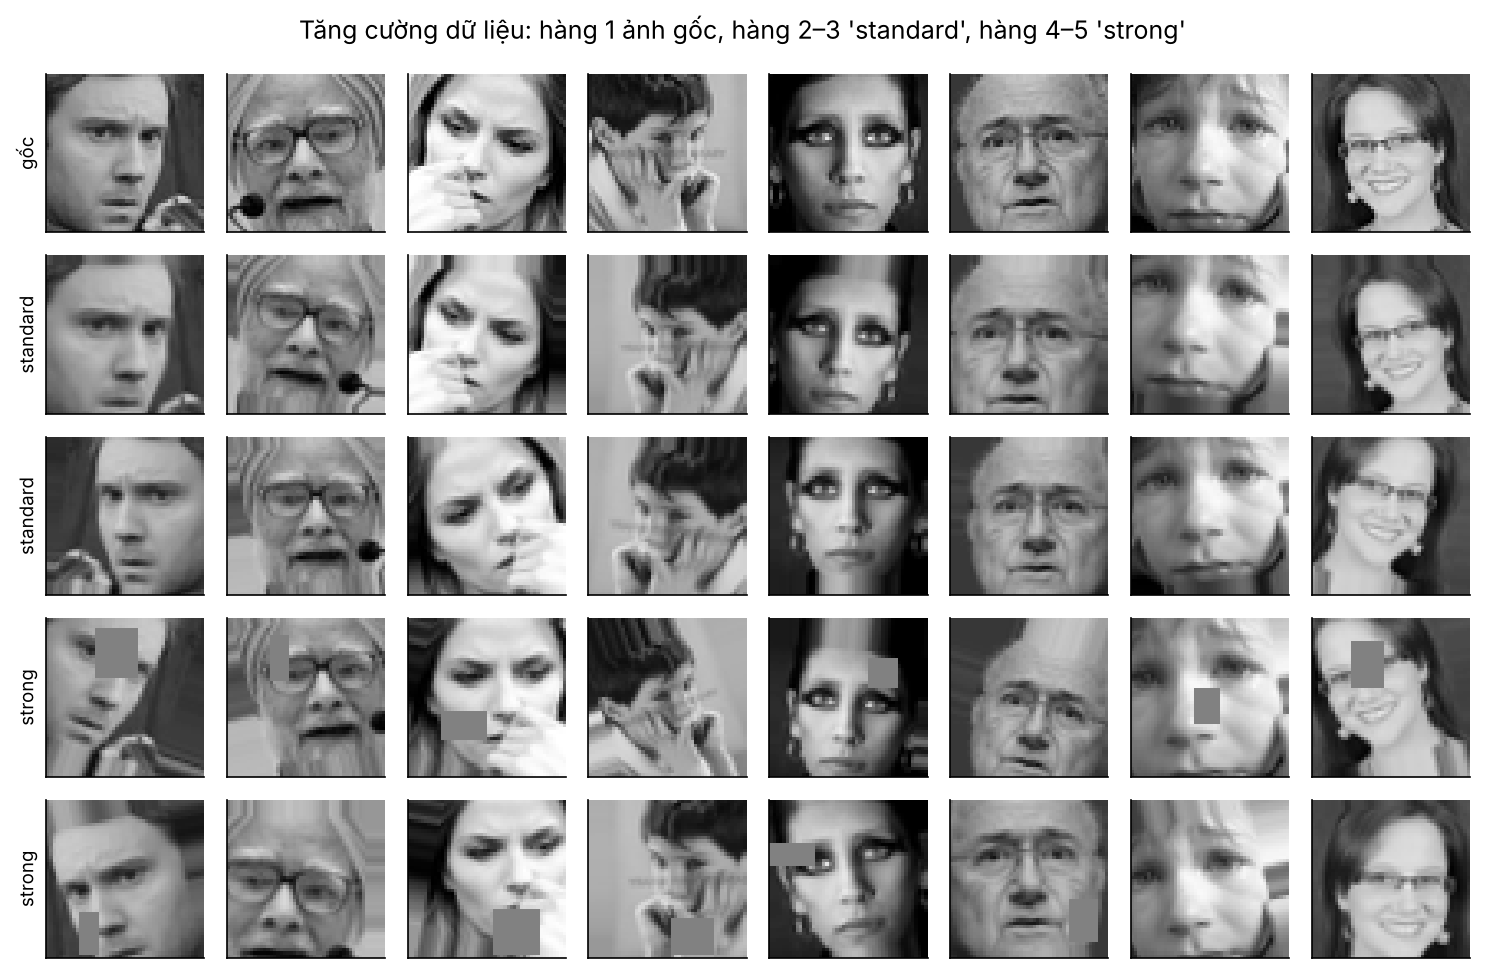 Tăng cường dữ liệu: hàng 1 ảnh gốc, hàng 2–3 'standard', hàng 4–5 'strong'
gốc
standard
standard
strong
strong